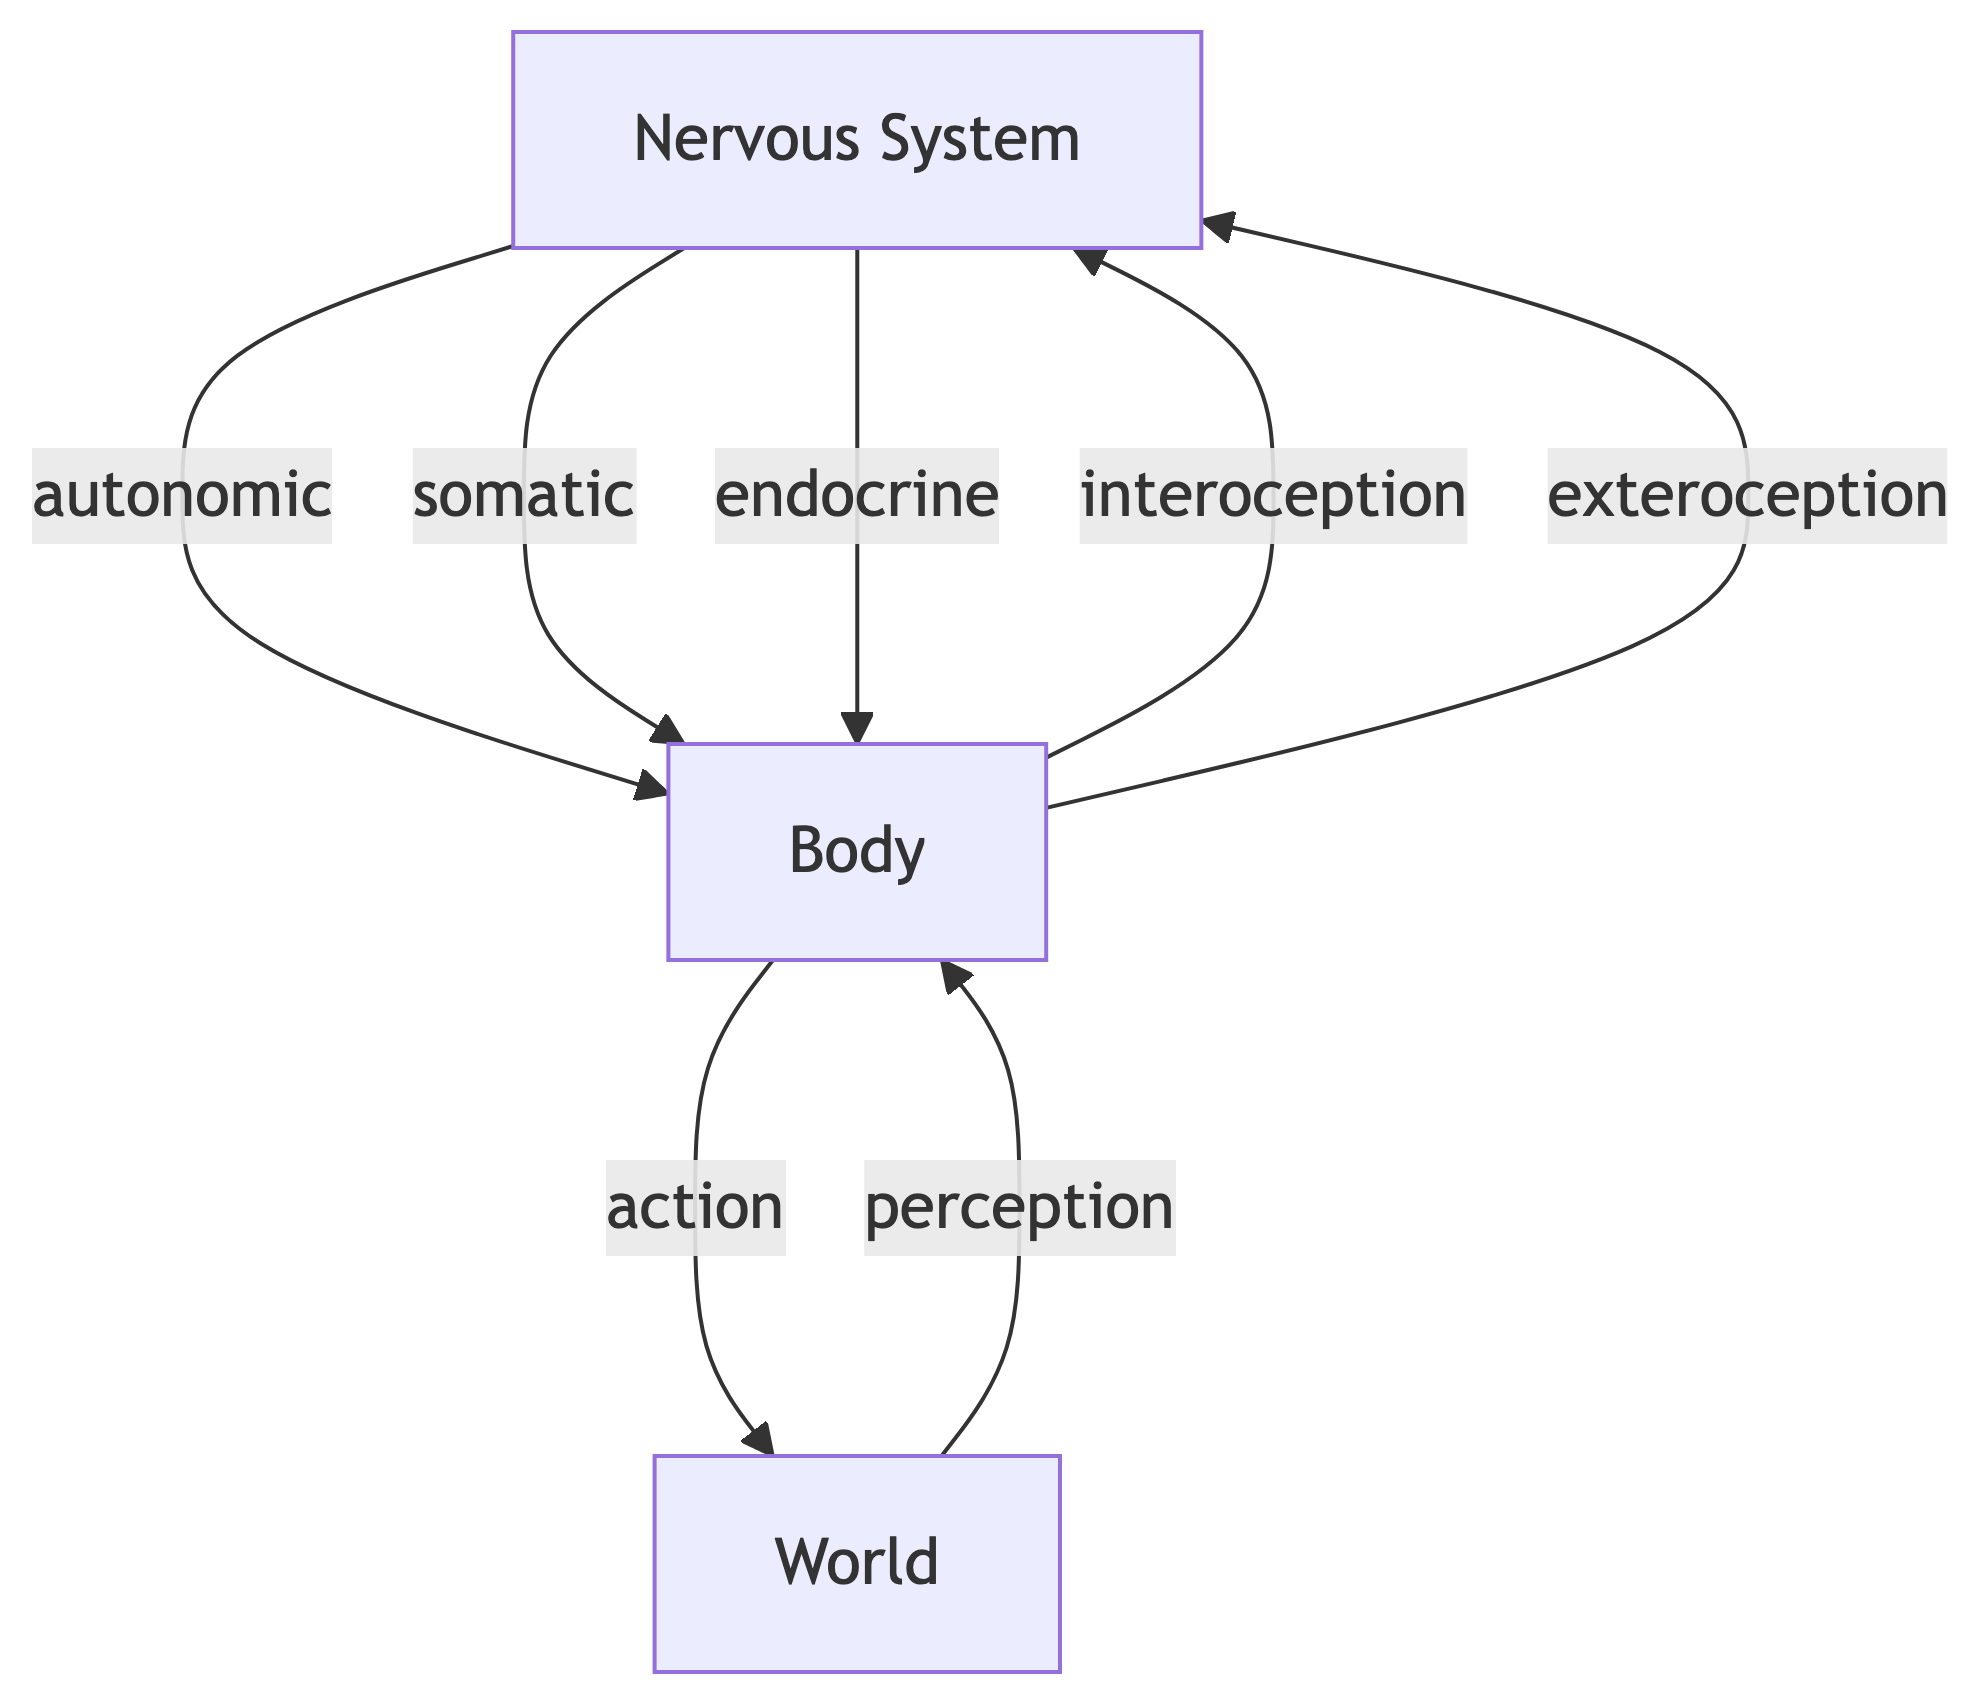 Nervous System
autonomic
somatic
endocrine
interoception
exteroception
Body
action
perception
World